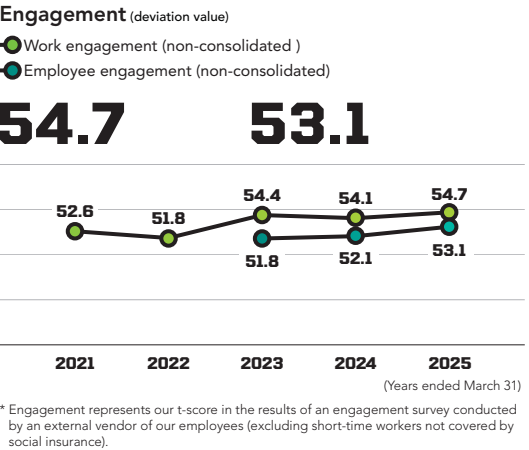 Engagement (deviation value)
Work engagement (non-consolidated )
Employee engagement (non-consolidated)
54.7 53.1
52.6 51.8 54.4 54.1 54.7
51.8 52.1 53.1
2021 2022 2023 2024 2025
(Years ended March 31)
* Engagement represents our t-score in the results of an engagement survey conducted
by an external vendor of our employees (excluding short-time workers not covered by
social insurance).